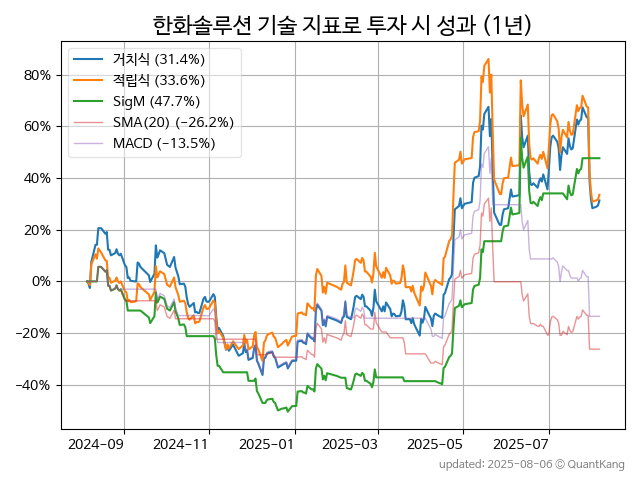 한화솔루션 기술 지표로 투자 시 성과 (1년)
거치식 (31.4%)
적립식 (33.6%)
SigM (47.7%)
SMA(20) (−26.2%)
MACD (−13.5%)
80%
60%
40%
20%
0%
−20%
−40%
2024-09 2024-11 2025-01 2025-03 2025-05 2025-07
updated: 2025-08-06 © QuantKang